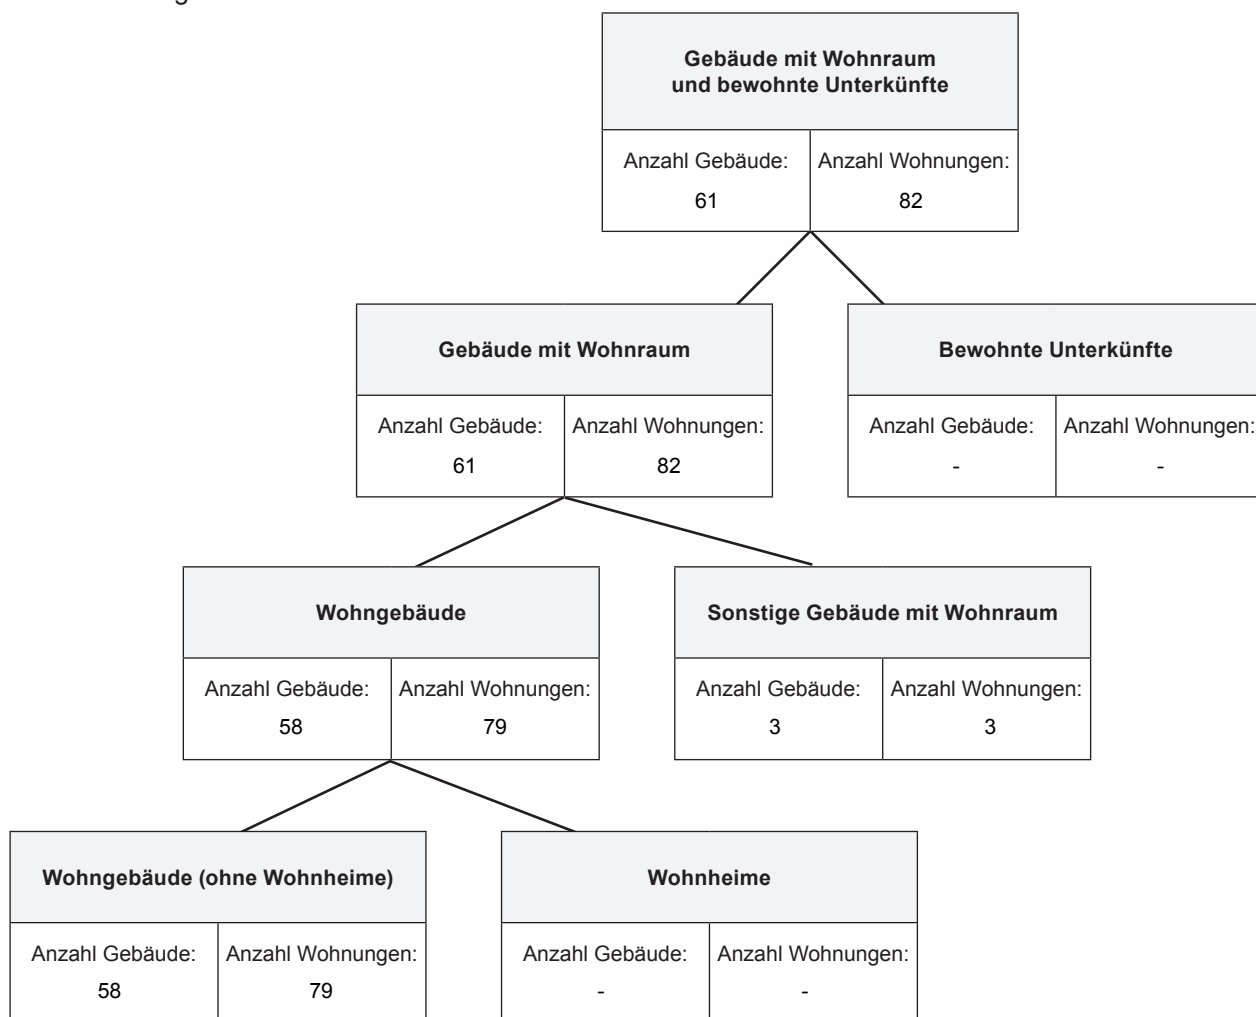 Gebäude mit Wohnraum
und bewohnte Unterkünfte
Anzahl Gebäude: Anzahl Wohnungen:
61 82
Gebäude mit Wohnraum
Anzahl Gebäude: Anzahl Wohnungen:
61 82
Bewohnte Unterkünfte
Anzahl Gebäude: Anzahl Wohnungen:
- -
Wohngebäude
Anzahl Gebäude: Anzahl Wohnungen:
58 79
Sonstige Gebäude mit Wohnraum
Anzahl Gebäude: Anzahl Wohnungen:
3 3
Wohngebäude (ohne Wohnheime)
Anzahl Gebäude: Anzahl Wohnungen:
58 79
Wohnheime
Anzahl Gebäude: Anzahl Wohnungen:
- -